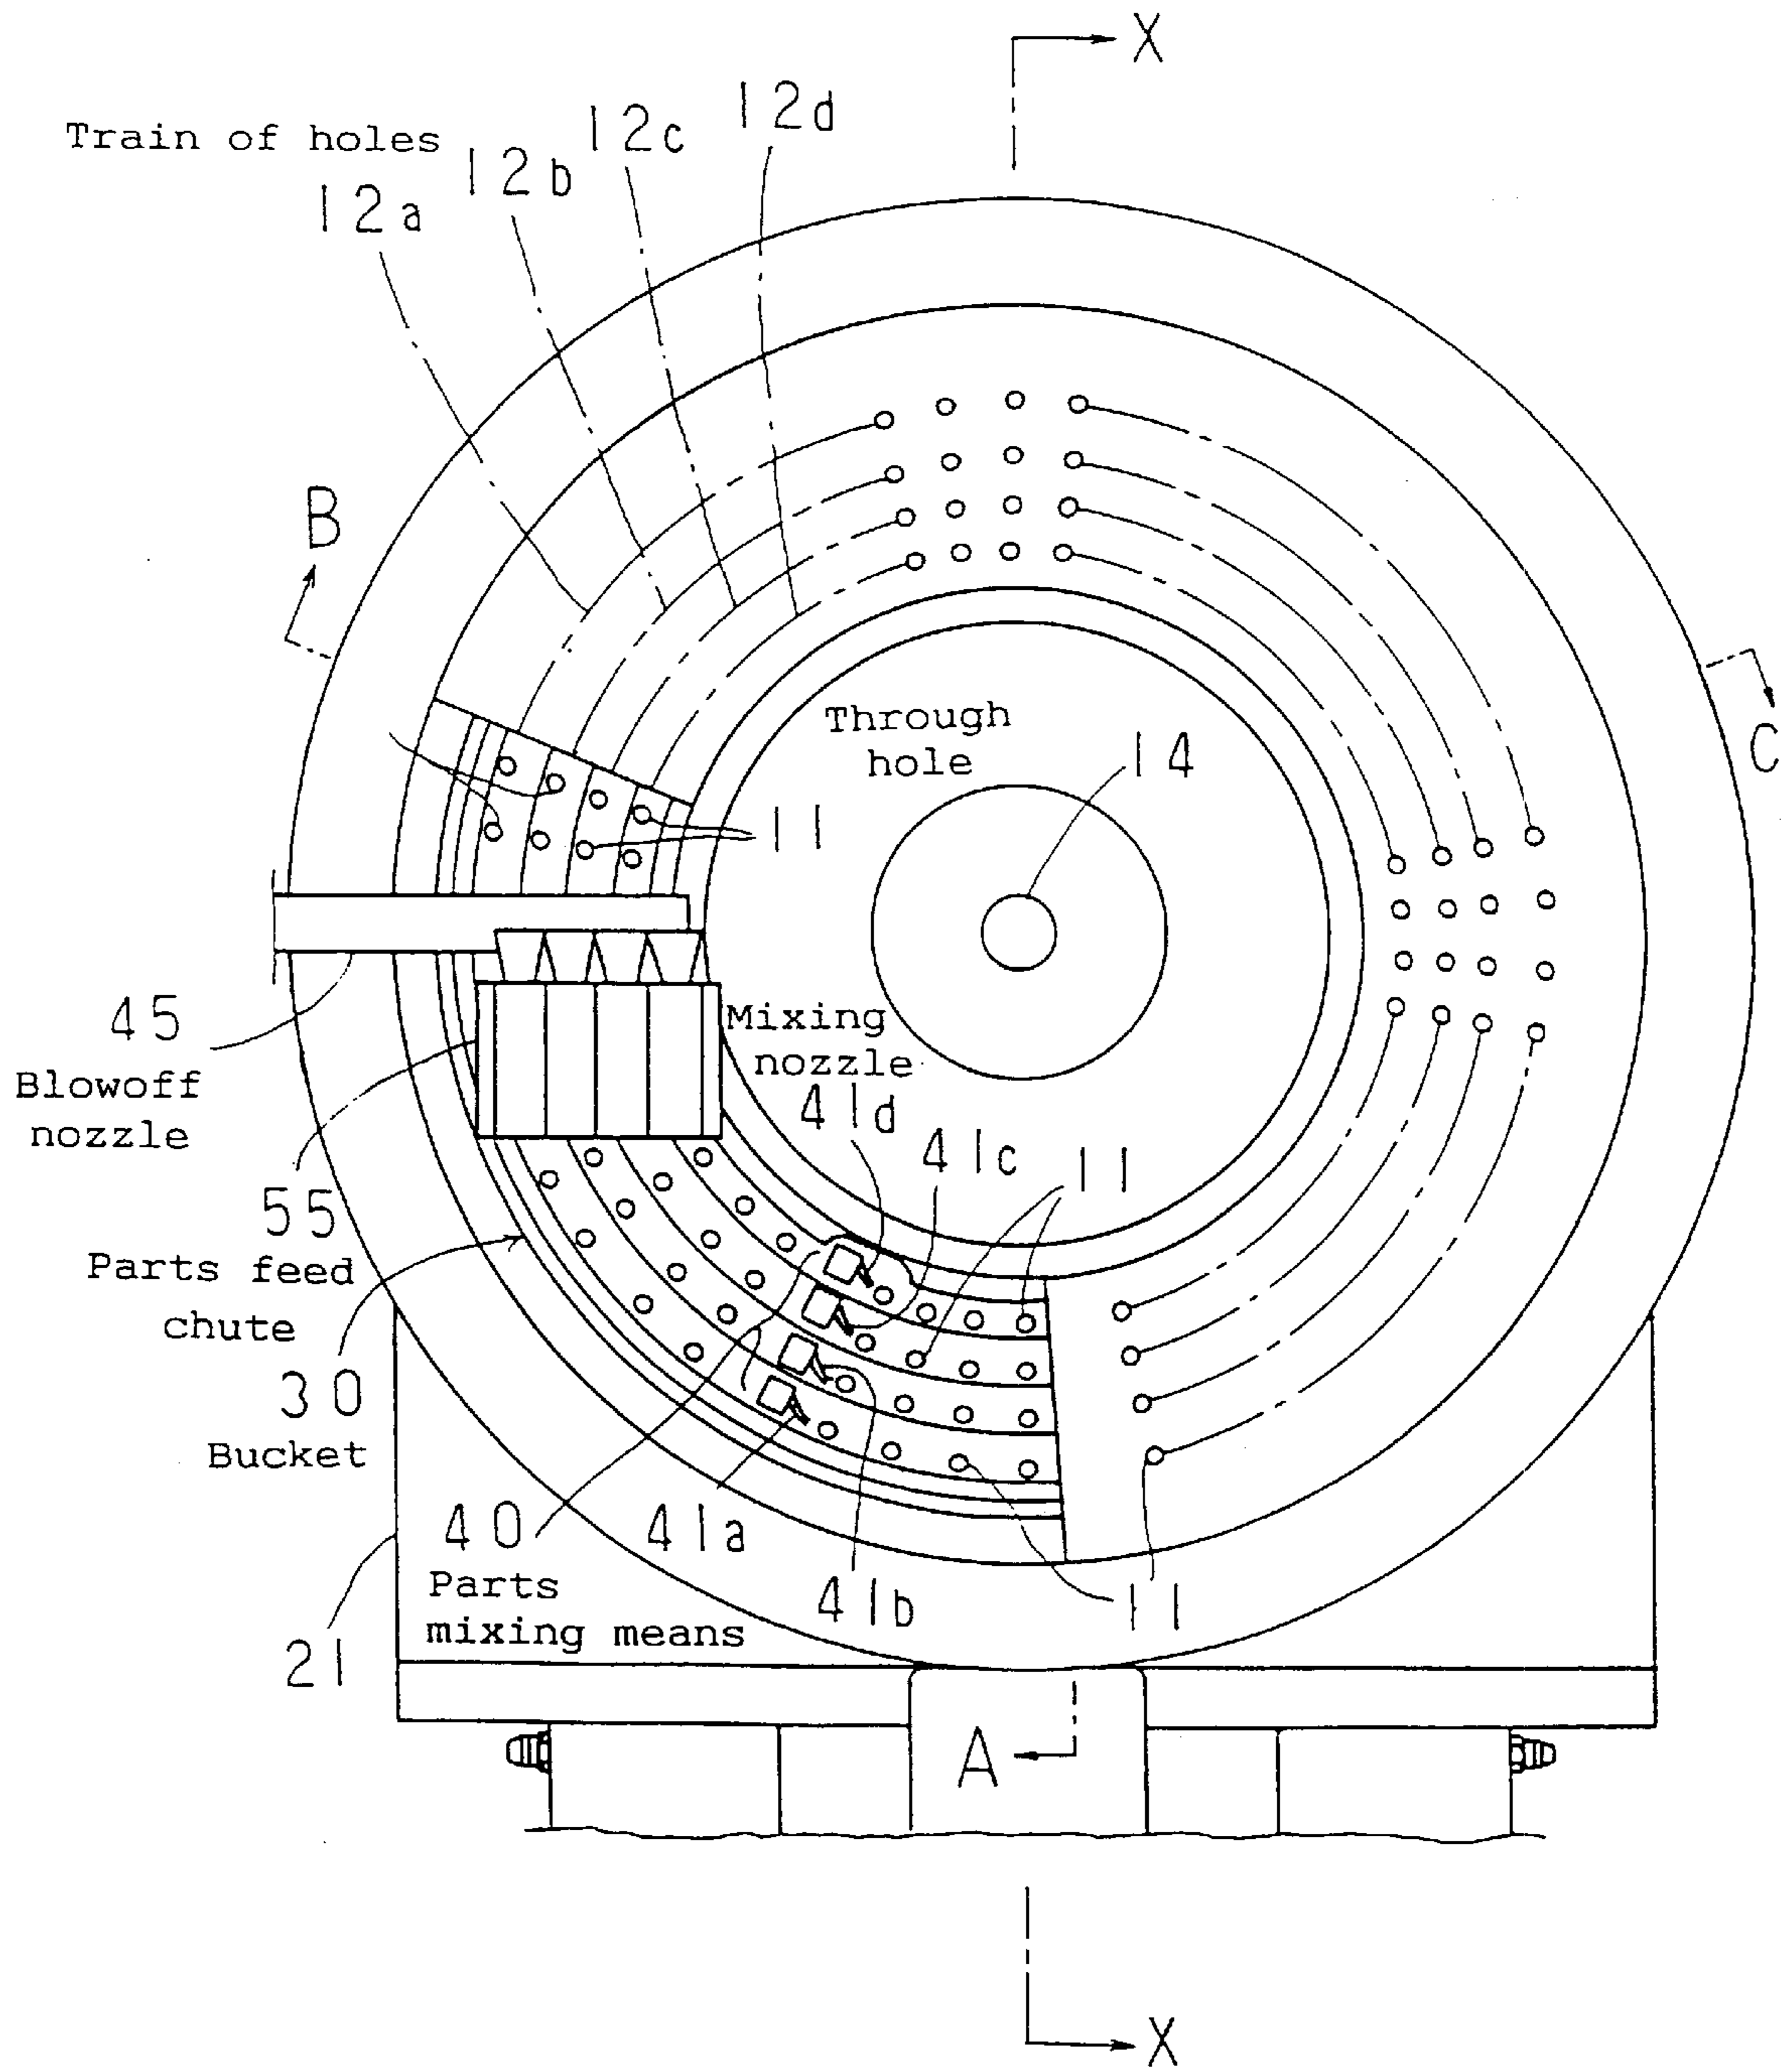 X
12d
12c
Train of holes
12b
12a
B
Through
hole
14
C
11
45
Mixing
nozzle
Blowoff
nozzle
41d
41c
11
55
Parts feed
chute
30
Bucket
40
41a
Parts
mixing means
41b
11
21
A
X